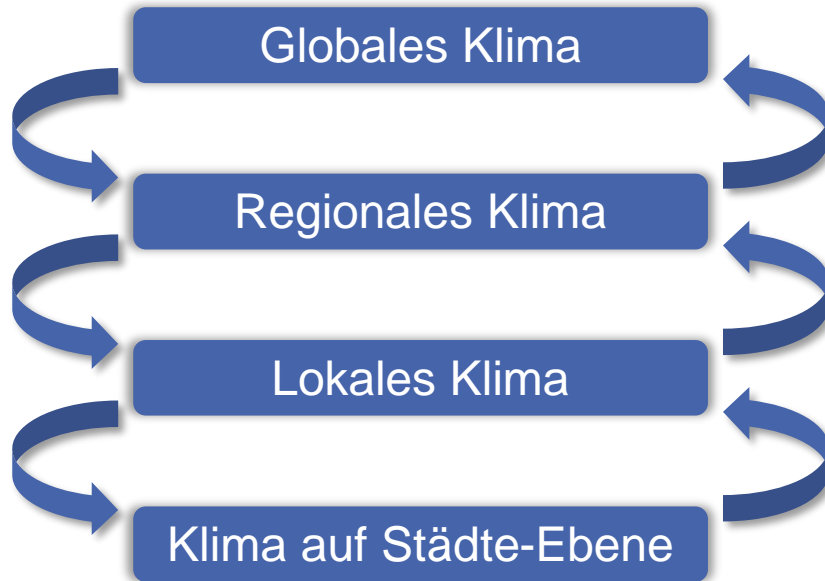 Globales Klima
Regionales Klima
Lokales Klima
Klima auf Städte-Ebene